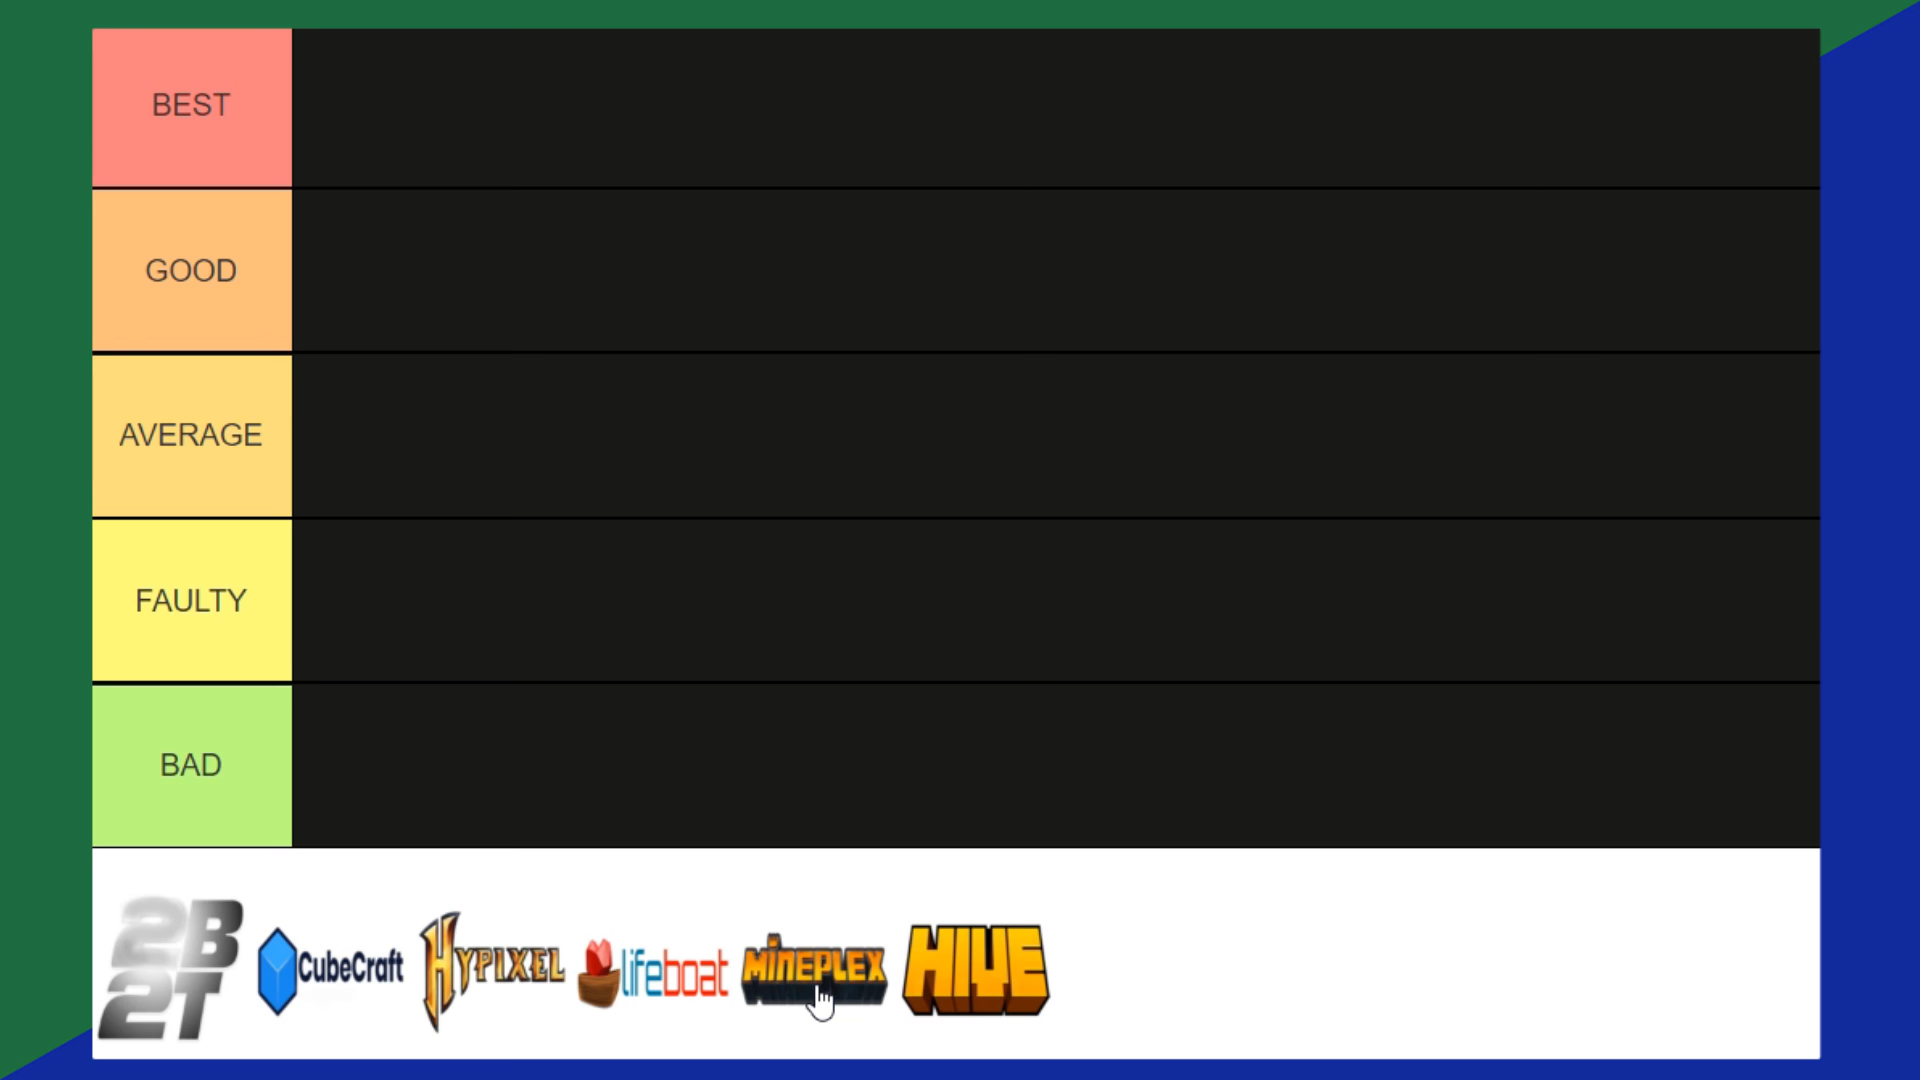 BEST
GOOD
AVERAGE
FAULTY
BAD
2B
2T
CubeCraft
HYPIXEL
lifeboat
MINEPLEX
HIVE